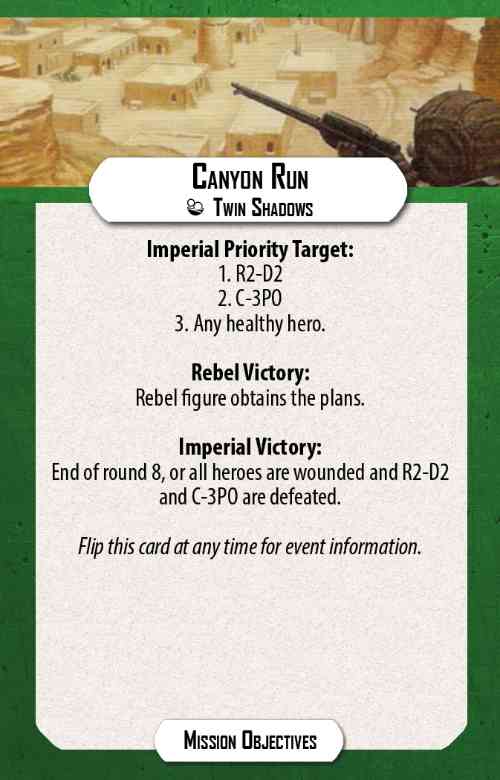 Canyon Run
Twin Shadows
Imperial Priority Target:
1. R2-D2
2. C-3PO
3. Any healthy hero.
Rebel Victory:
Rebel figure obtains the plans.
Imperial Victory:
End of round 8, or all heroes are wounded and R2-D2
and C-3PO are defeated.
Flip this card at any time for event information.
Mission Objectives